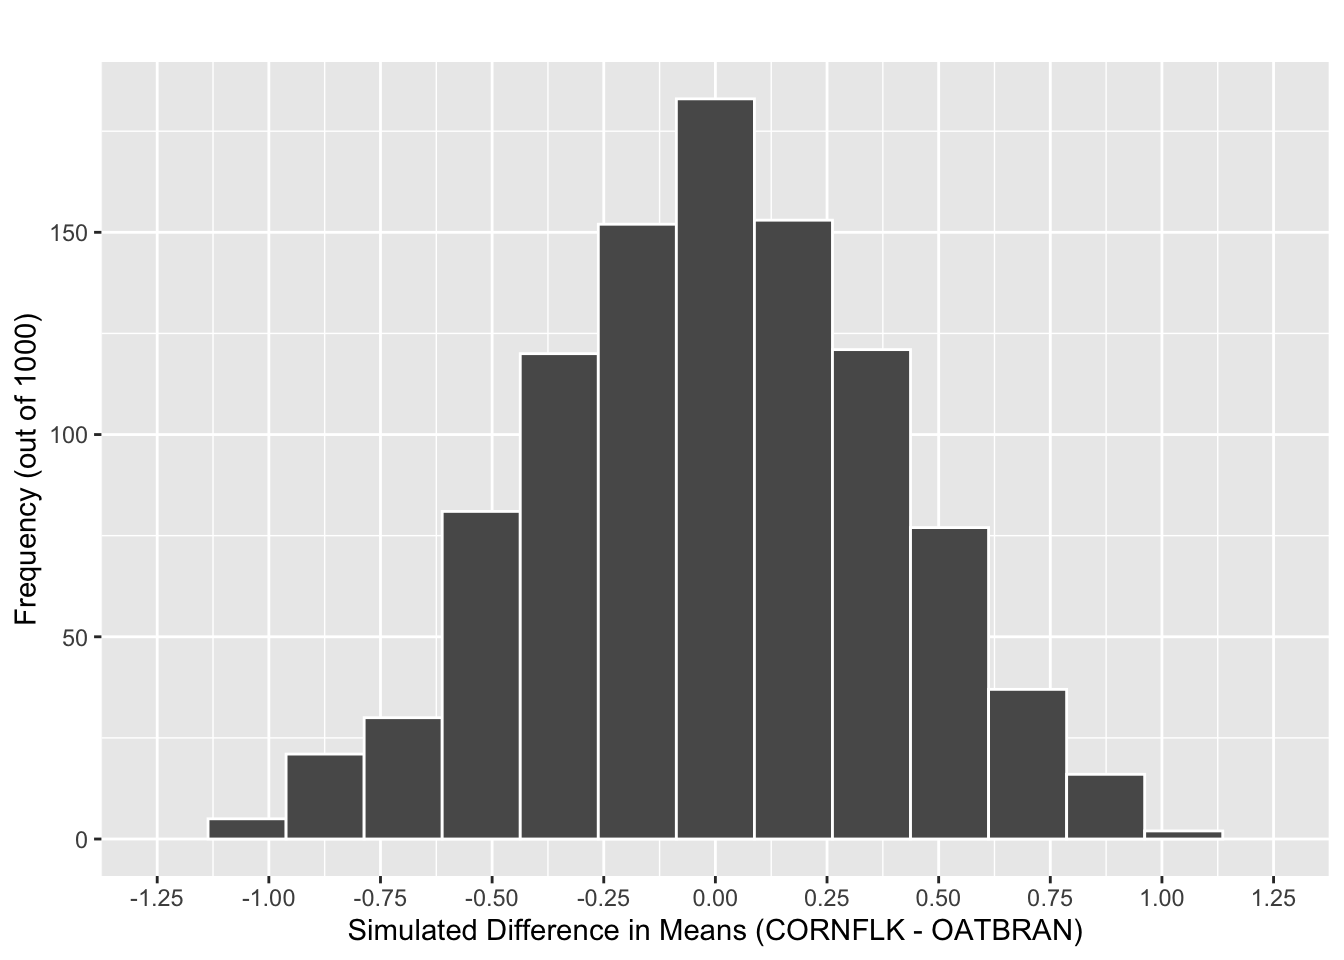 150
100
50
0
Frequency (out of 1000)
-1.25 -1.00 -0.75 -0.50 -0.25 0.00 0.25 0.50 0.75 1.00 1.25
Simulated Difference in Means (CORNFLK - OATBRAN)